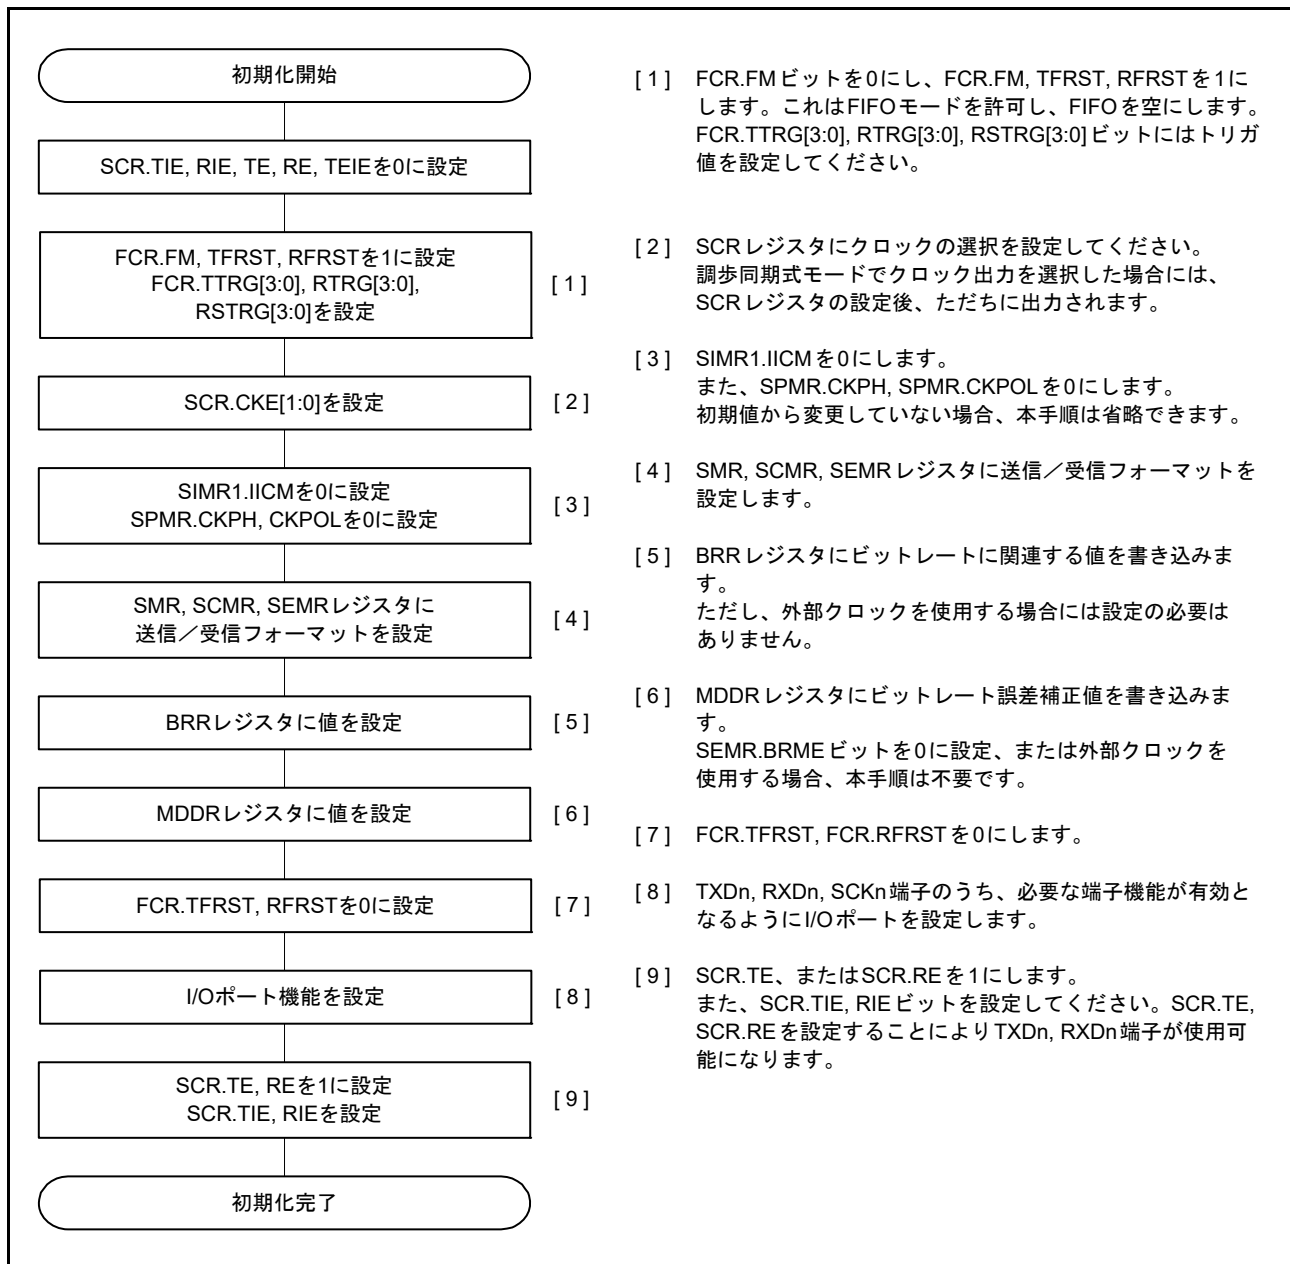 初期化開始
SCR.TIE, RIE, TE, RE, TEIEを0に設定
FCR.FM, TFRST, RFRSTを1に設定
FCR.TTRG[3:0], RTRG[3:0],
RSTRG[3:0]を設定
[ 1 ]
SCR.CKE[1:0]を設定
[ 2 ]
SIMR1.IICMを0に設定
SPMR.CKPH, CKPOLを0に設定
[ 3 ]
SMR, SCMR, SEMRレジスタに
送信／受信フォーマットを設定
[ 4 ]
BRRレジスタに値を設定
[ 5 ]
MDDRレジスタに値を設定
[ 6 ]
FCR.TFRST, RFRSTを0に設定
[ 7 ]
I/Oポート機能を設定
[ 8 ]
SCR.TE, REを1に設定
SCR.TIE, RIEを設定
[ 9 ]
初期化完了
[ 1 ] FCR.FMビットを0にし、FCR.FM, TFRST, RFRSTを1に
します。これはFIFOモードを許可し、FIFOを空にします。
FCR.TTRG[3:0], RTRG[3:0], RSTRG[3:0]ビットにはトリガ
値を設定してください。
[ 2 ] SCRレジスタにクロックの選択を設定してください。
調歩同期式モードでクロック出力を選択した場合には、
SCRレジスタの設定後、ただちに出力されます。
[ 3 ] SIMR1.IICMを0にします。
また、SPMR.CKPH, SPMR.CKPOLを0にします。
初期値から変更していない場合、本手順は省略できます。
[ 4 ] SMR, SCMR, SEMRレジスタに送信／受信フォーマットを
設定します。
[ 5 ] BRRレジスタにビットレートに関連する値を書き込みま
す。
ただし、外部クロックを使用する場合には設定の必要は
ありません。
[ 6 ] MDDRレジスタにビットレート誤差補正値を書き込みま
す。
SEMR.BRMEビットを0に設定、または外部クロックを
使用する場合、本手順は不要です。
[ 7 ] FCR.TFRST, FCR.RFRSTを0にします。
[ 8 ] TXDn, RXDn, SCKn端子のうち、必要な端子機能が有効と
なるようにI/Oポートを設定します。
[ 9 ] SCR.TE、またはSCR.REを1にします。
また、SCR.TIE, RIEビットを設定してください。SCR.TE,
SCR.REを設定することによりTXDn, RXDn端子が使用可
能になります。